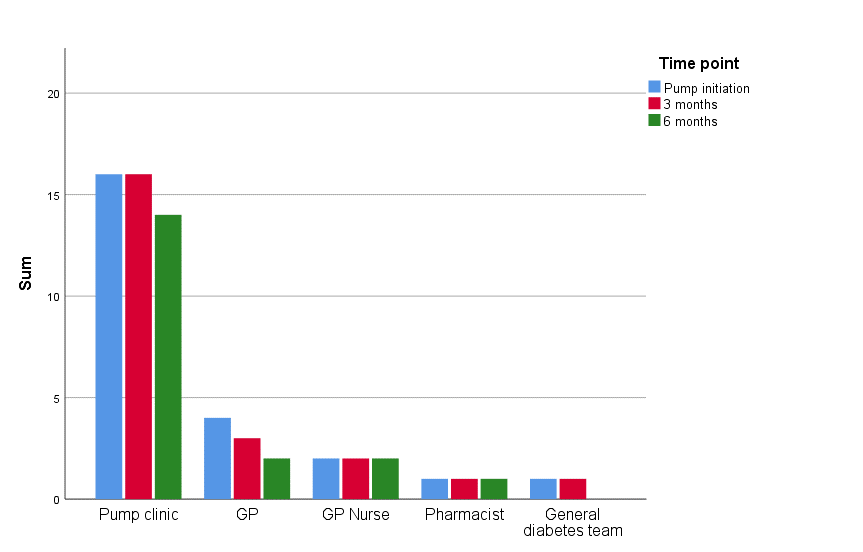 Time point
Pump initiation
3 months
6 months
20
15
10
5
0
Sum
Pump clinic
GP
GP Nurse
Pharmacist
General
diabetes team